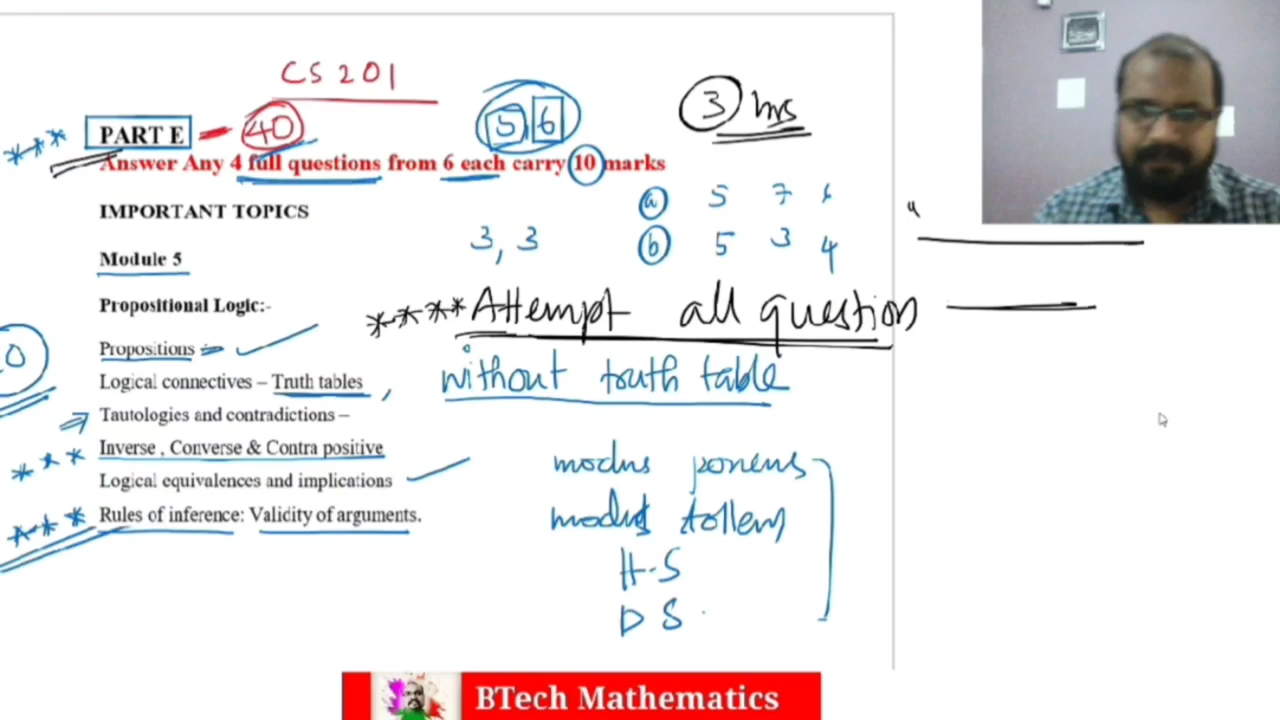 CS 201
*** PART E - 40 5, 6 3 hrs
Answer Any 4 full questions from 6 each carry 10 marks
IMPORTANT TOPICS
a 5 7 6
3, 3 b 5 3 4
Module 5
Propositional Logic:-
**** Attempt all question
Propositions
without truth table
Logical connectives – Truth tables ,
Tautologies and contradictions –
*** Inverse , Converse & Contra positive
modus ponens
Logical equivalences and implications
*** Rules of inference: Validity of arguments.
modus tollens
H.S
D S
BTech Mathematics